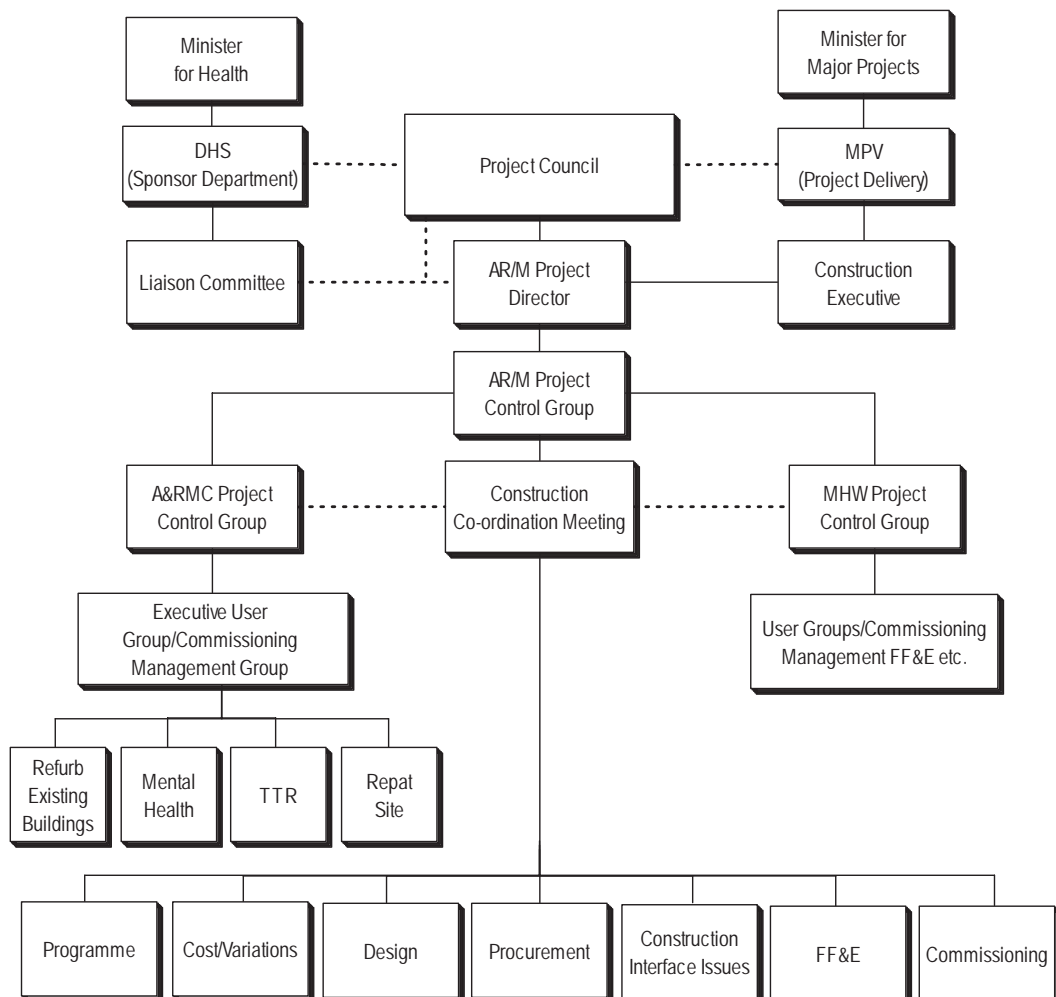 Minister
for Health
Minister for
Major Projects
DHS
(Sponsor Department)
Project Council
MPV
(Project Delivery)
Liaison Committee
AR/M Project
Director
Construction
Executive
AR/M Project
Control Group
A&RMC Project
Control Group
Construction
Co-ordination Meeting
MHW Project
Control Group
Executive User
Group/Commissioning
Management Group
User Groups/Commissioning
Management FF&E etc.
Refurb
Existing
Buildings
Mental
Health
TTR
Repat
Site
Programme
Cost/Variations
Design
Procurement
Construction
Interface Issues
FF&E
Commissioning